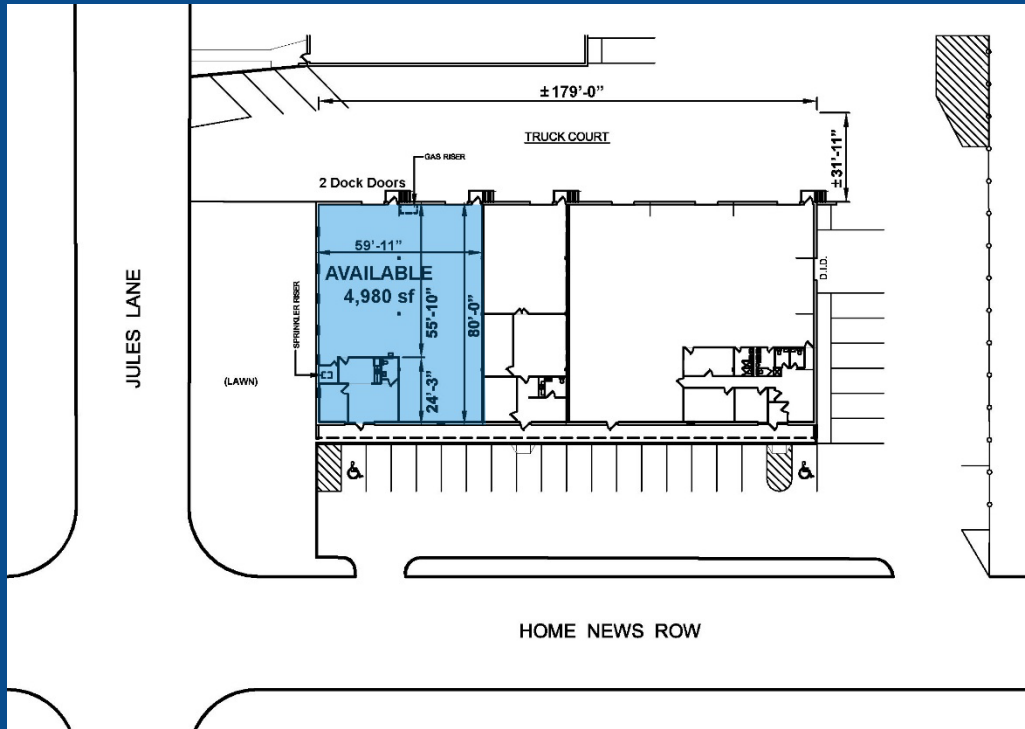 ±179'-0"
TRUCK COURT
±31'-11"
GAS RISER
2 Dock Doors
59'-11"
AVAILABLE
4,980 sf
55'-10"
80'-0"
24'-3"
SPRINKLER RISER
(LAWN)
JULES LANE
D.I.D.
HOME NEWS ROW